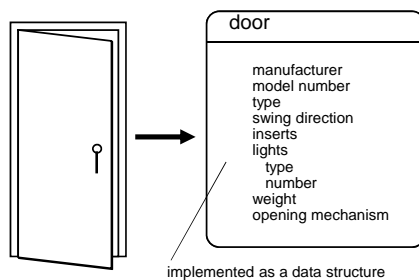 door
manufacturer
model number
type
swing direction
inserts
lights
type
number
weight
opening mechanism
implemented as a data structure